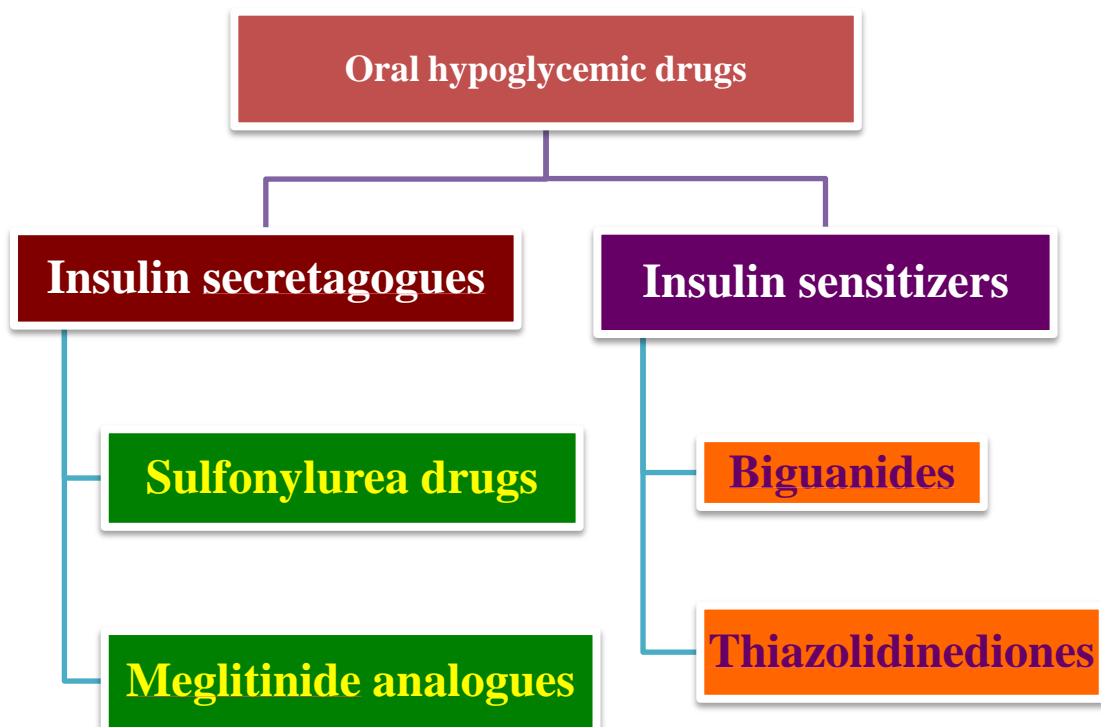 Oral hypoglycemic drugs
Insulin secretagogues
Insulin sensitizers
Sulfonylurea drugs
Biguanides
Meglitinide analogues
Thiazolidinediones